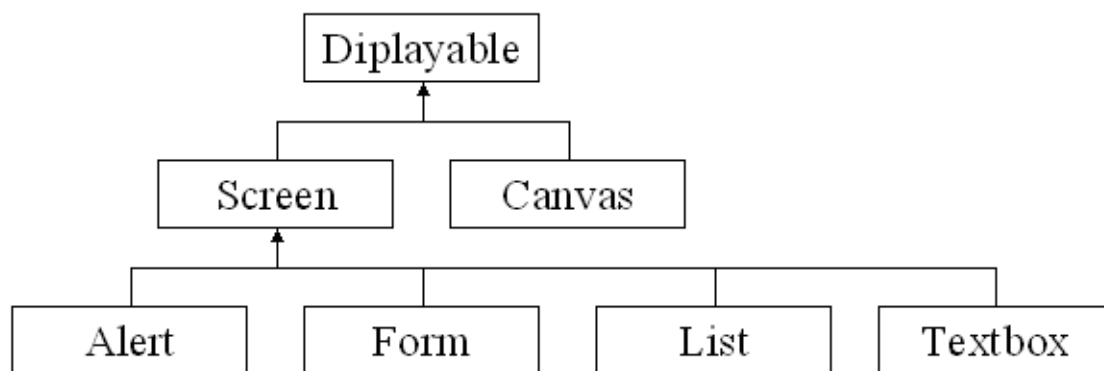 Diplayable
Screen
Canvas
Alert
Form
List
Textbox